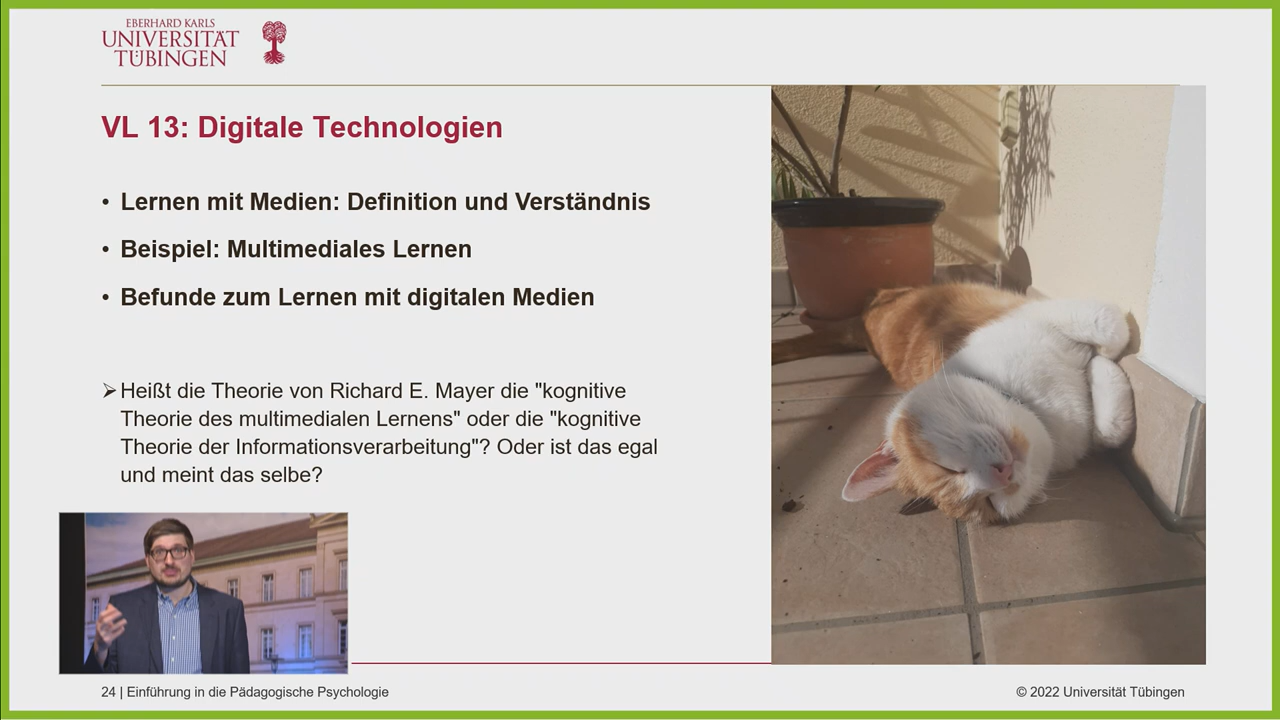 EBERHARD KARLS
UNIVERSITÄT
TÜBINGEN
VL 13: Digitale Technologien
• Lernen mit Medien: Definition und Verständnis
• Beispiel: Multimediales Lernen
• Befunde zum Lernen mit digitalen Medien
➢ Heißt die Theorie von Richard E. Mayer die "kognitive
Theorie des multimedialen Lernens" oder die "kognitive
Theorie der Informationsverarbeitung"? Oder ist das egal
und meint das selbe?
24 | Einführung in die Pädagogische Psychologie
© 2022 Universität Tübingen